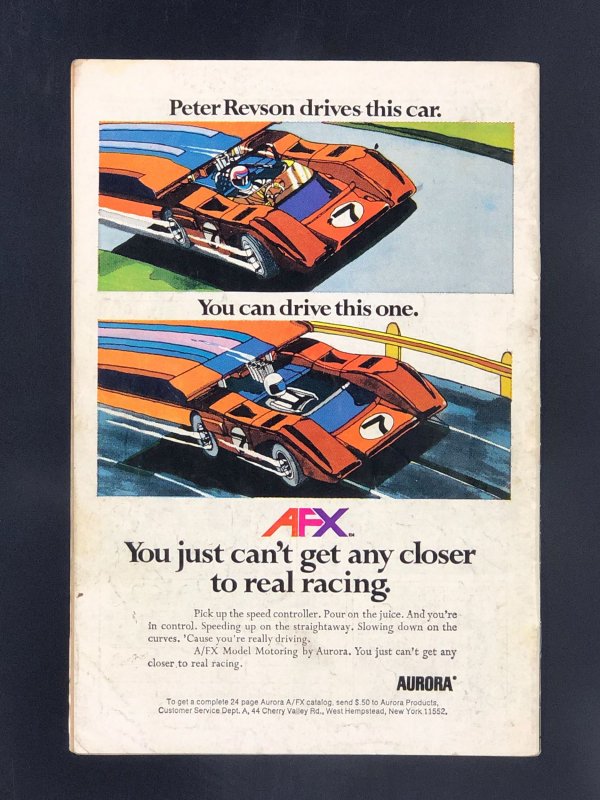 Peter Revson drives this car.
7
7
You can drive this one.
7
7
AFX™
You just can't get any closer
to real racing.
Pick up the speed controller. Pour on the juice. And you're
in control. Speeding up on the straightaway. Slowing down on the
curves. 'Cause you're really driving.
A/FX Model Motoring by Aurora. You just can't get any
closer to real racing.
AURORA®
To get a complete 24 page Aurora A/FX catalog, send $.50 to Aurora Products,
Customer Service Dept. A, 44 Cherry Valley Rd., West Hempstead, New York 11552.